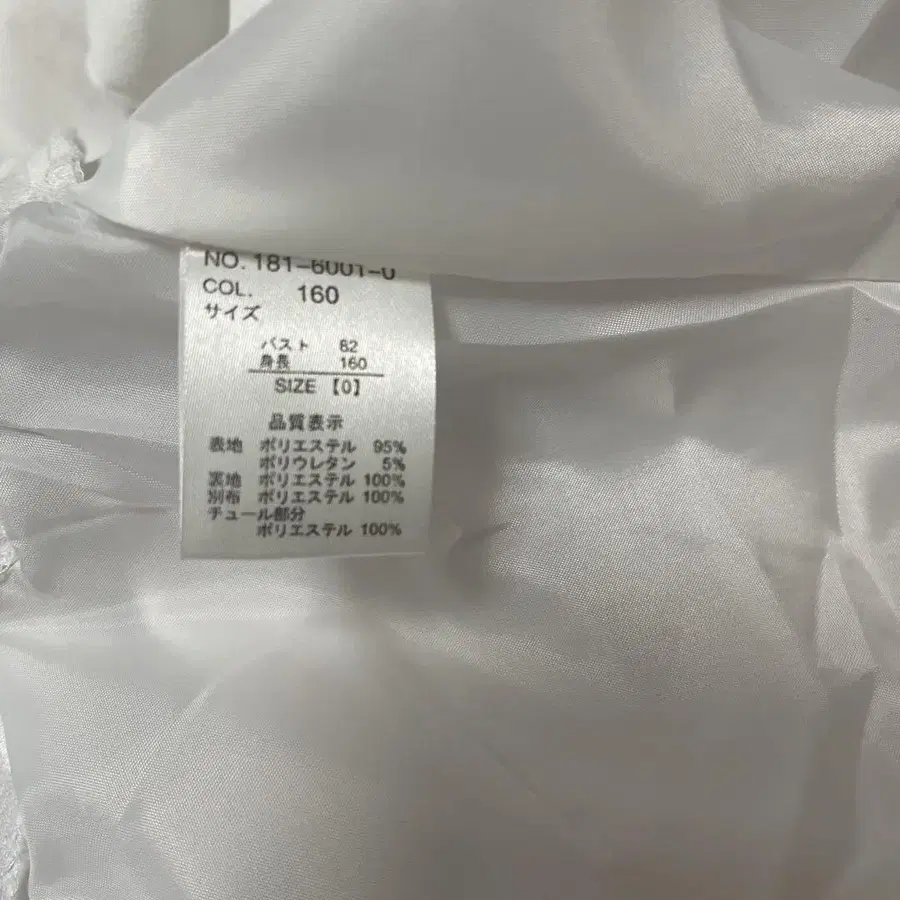 NO. 181-6001-0
COL. 160
サイズ
バスト 82
身長 160
SIZE【0】
品質表示
表地 ポリエステル 95%
ポリウレタン 5%
裏地 ポリエステル 100%
別布 ポリエステル 100%
チュール部分
ポリエステル 100%